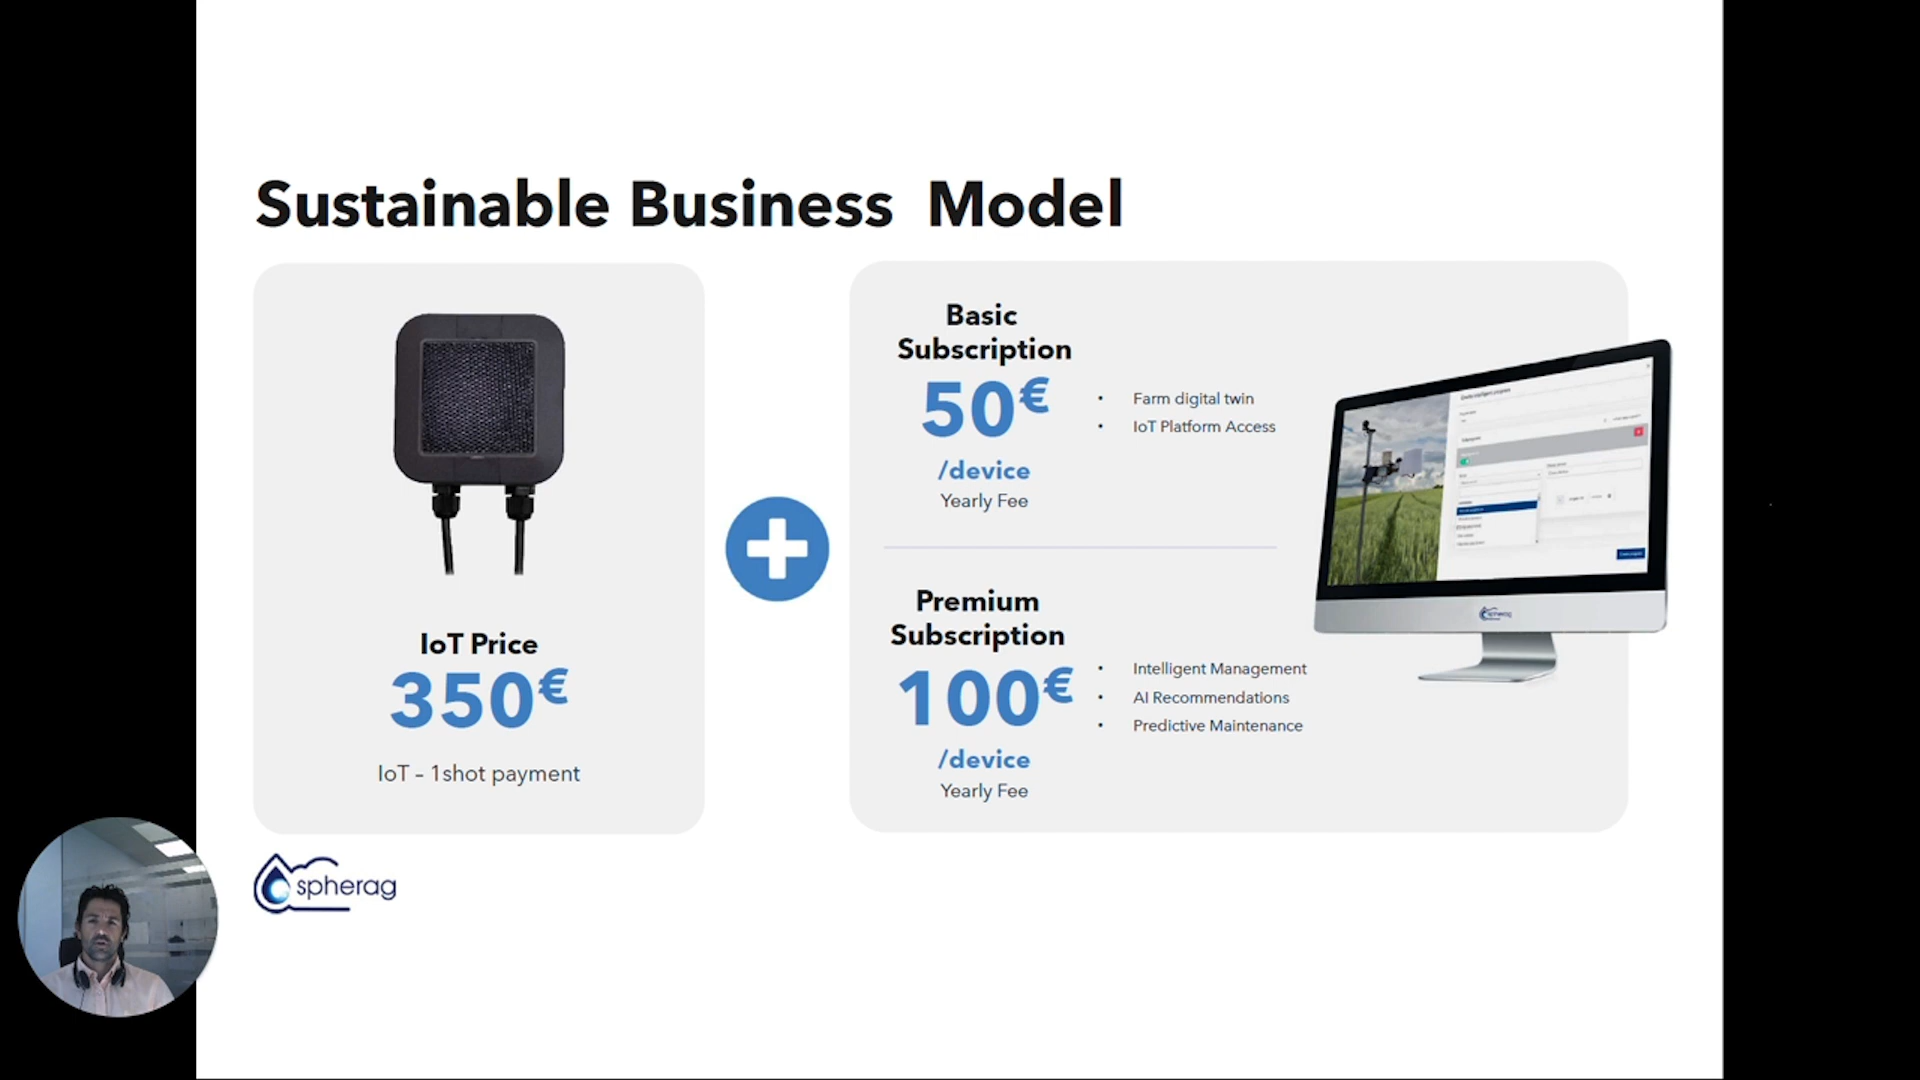 Sustainable Business Model
IoT Price
350€
IoT – 1shot payment
Basic
Subscription
50€
/device
Yearly Fee
• Farm digital twin
• IoT Platform Access
Premium
Subscription
100€
/device
Yearly Fee
• Intelligent Management
• AI Recommendations
• Predictive Maintenance
spherag
spherag